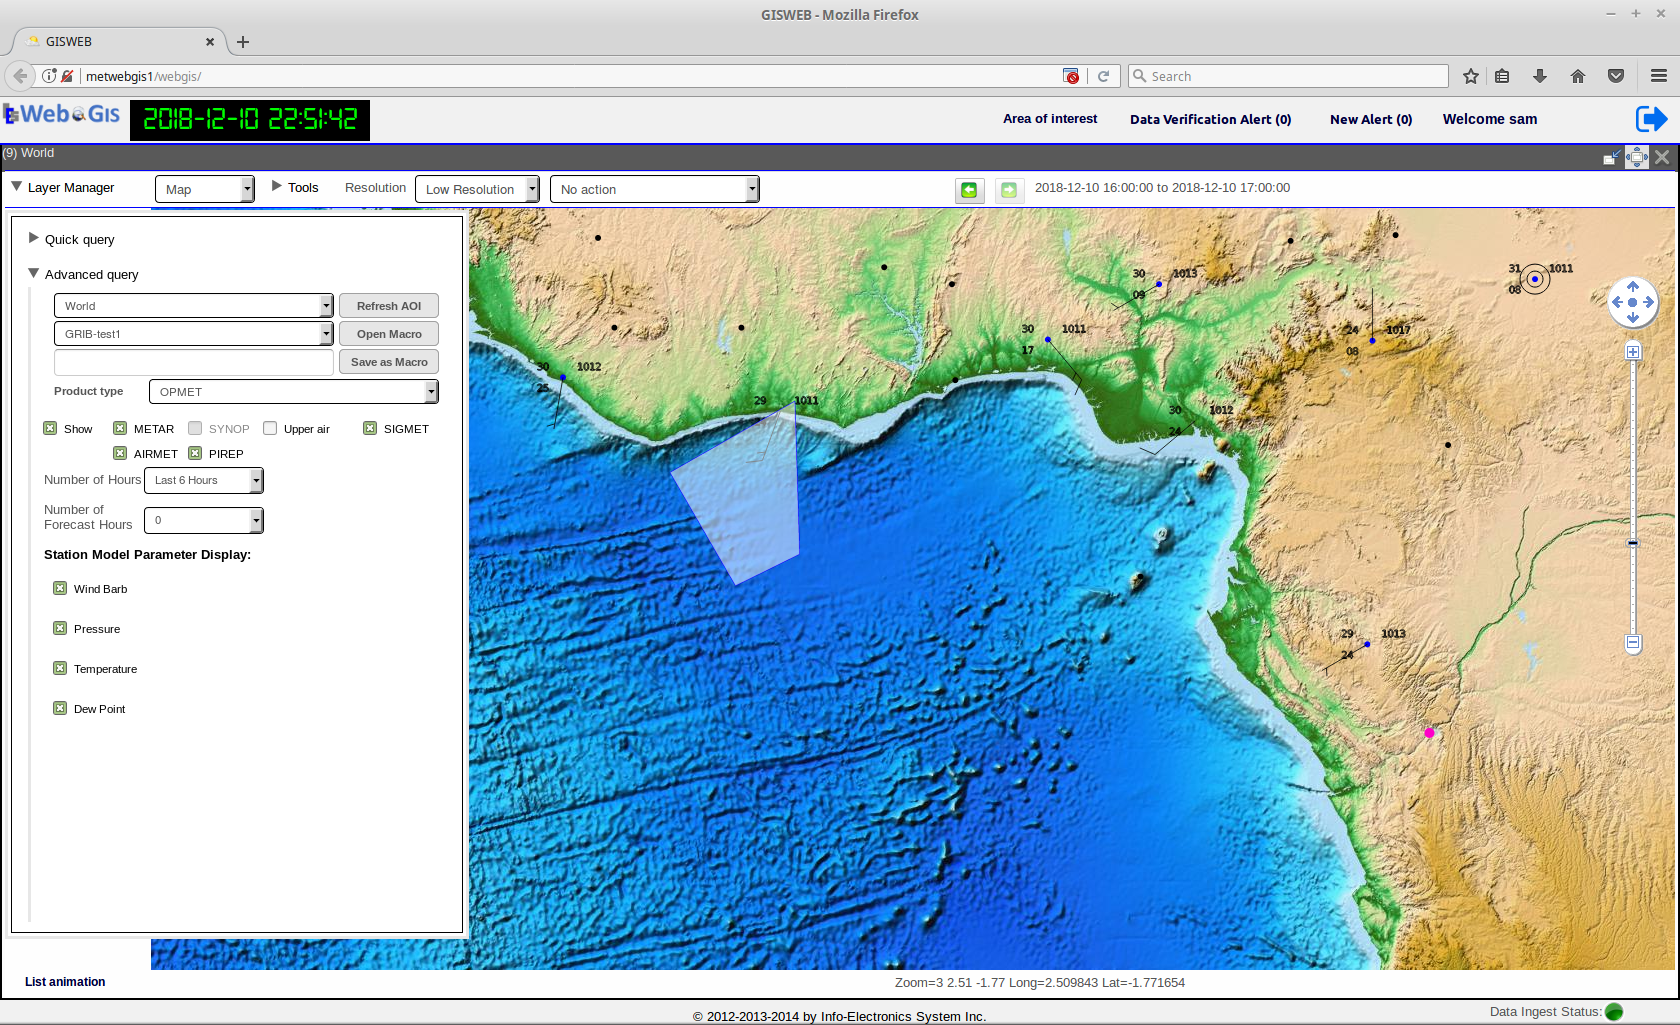 GISWEB - Mozilla Firefox
GISWEB
metwebgis1/webgis/
Search
Web Gis
2018-12-10 22:51:42
Area of interest
Data Verification Alert (0)
New Alert (0)
Welcome sam
(9) World
Layer Manager
Map
Tools
Resolution
Low Resolution
No action
2018-12-10 16:00:00 to 2018-12-10 17:00:00
Quick query
Advanced query
World
Refresh AOI
GRIB-test1
Open Macro
Save as Macro
Product type
OPMET
Show
METAR
SYNOP
Upper air
SIGMET
AIRMET
PIREP
Number of Hours
Last 6 Hours
Number of
Forecast Hours
0
Station Model Parameter Display:
Wind Barb
Pressure
Temperature
Dew Point
31 1011
08
30 1013
09
30 1011
17
24 1017
08
30 1012
25
29 1011
30 1012
24
29 1013
24
List animation
Zoom=3 2.51 -1.77 Long=2.509843 Lat=-1.771654
Data Ingest Status:
© 2012-2013-2014 by Info-Electronics System Inc.